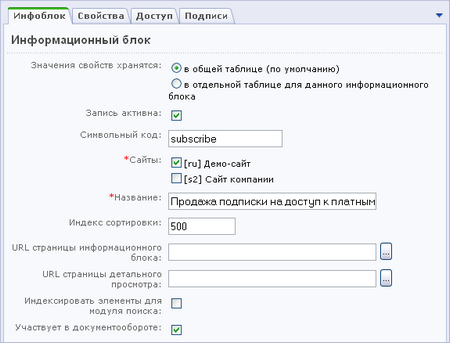 Инфоблок Свойства Доступ Подписи
Информационный блок
Значения свойств хранятся: в общей таблице (по умолчанию)
в отдельной таблице для данного информационного
блока
Запись активна:
Символьный код: subscribe
*Сайты: [ru] Демо-сайт
[s2] Сайт компании
*Название: Продажа подписки на доступ к платным
Индекс сортировки: 500
URL страницы информационного
блока: ...
URL страницы детального
просмотра: ...
Индексировать элементы для
модуля поиска:
Участвует в документообороте: